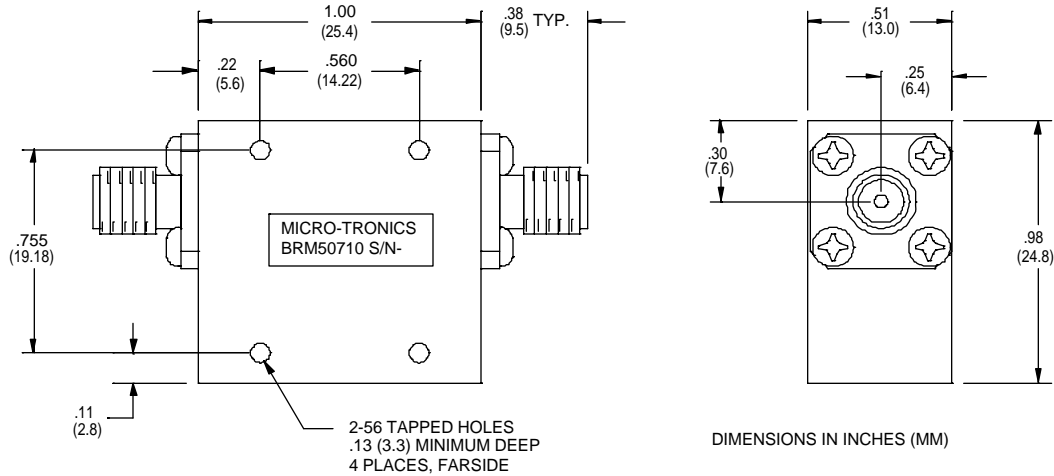 1.00
(25.4)
.38
(9.5) TYP.
.22
(5.6)
.560
(14.22)
.755
(19.18)
MICRO-TRONICS
BRM50710 S/N-
.11
(2.8)
2-56 TAPPED HOLES
.13 (3.3) MINIMUM DEEP
4 PLACES, FARSIDE
.51
(13.0)
.25
(6.4)
.30
(7.6)
.98
(24.8)
DIMENSIONS IN INCHES (MM)